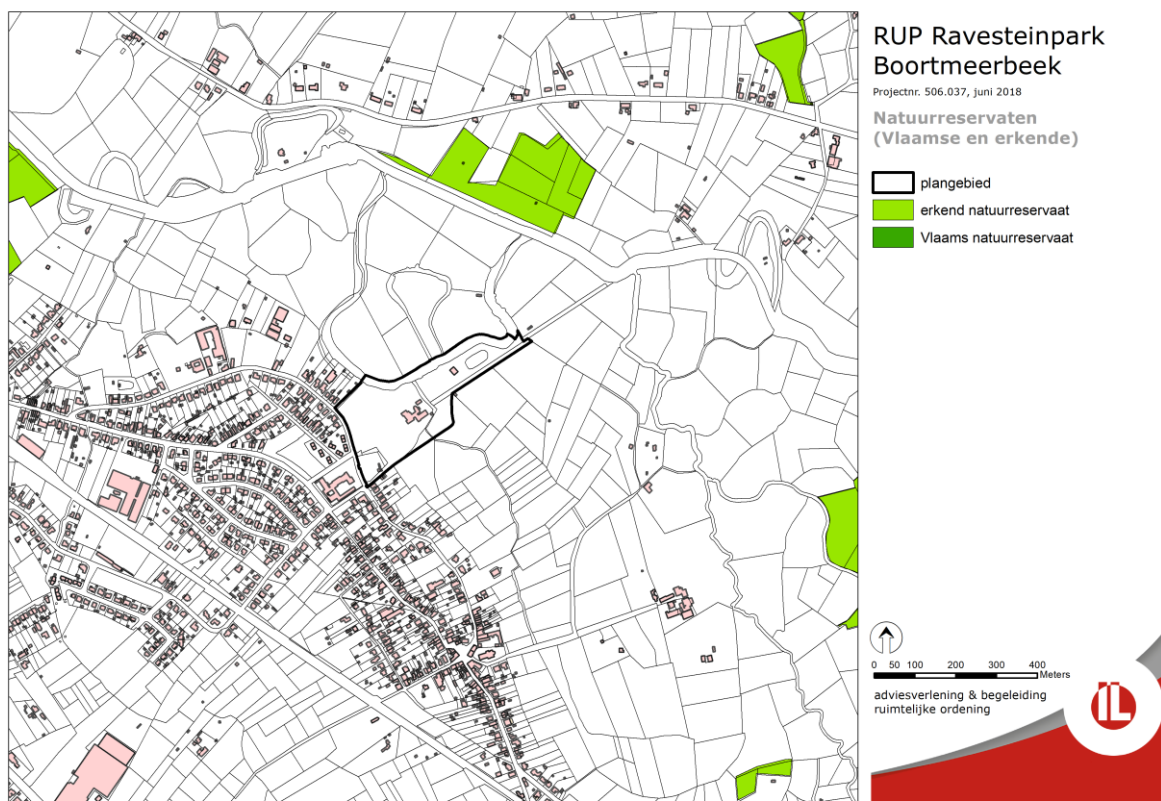 RUP Ravesteinpark
Boortmeerbeek
Projectnr. 506.037, juni 2018
Natuurreservaten
(Vlaamse en erkende)
plangebied
erkend natuurreservaat
Vlaams natuurreservaat
0 50 100 200 300 400
Meters
adviesverlening & begeleiding
ruimtelijke ordening
IL